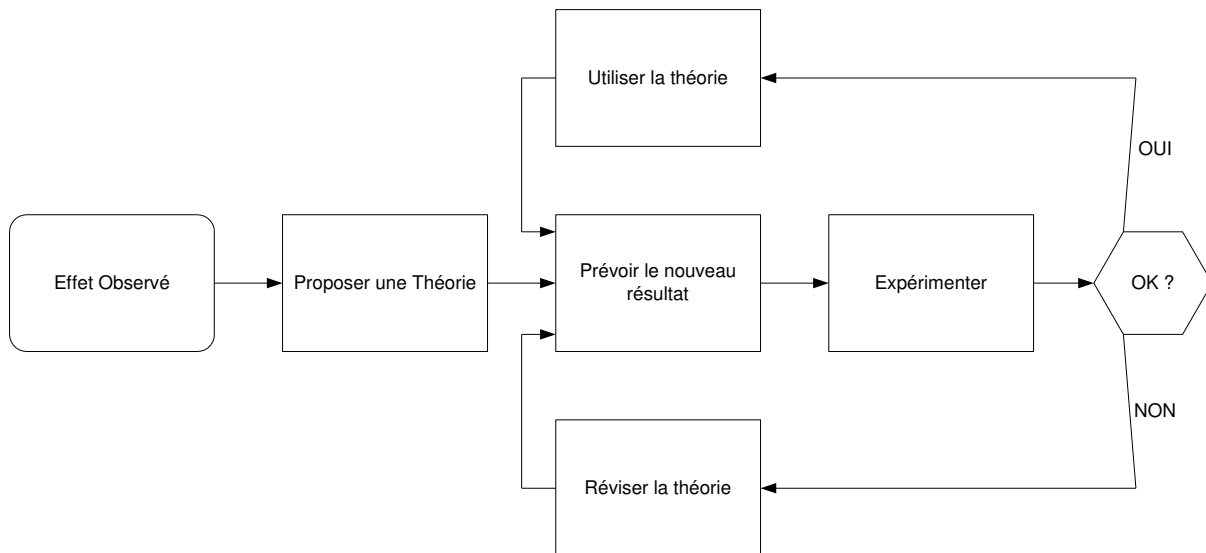 Utiliser la théorie
OUI
Effet Observé
Proposer une Théorie
Prévoir le nouveau
résultat
Expérimenter
OK ?
NON
Réviser la théorie